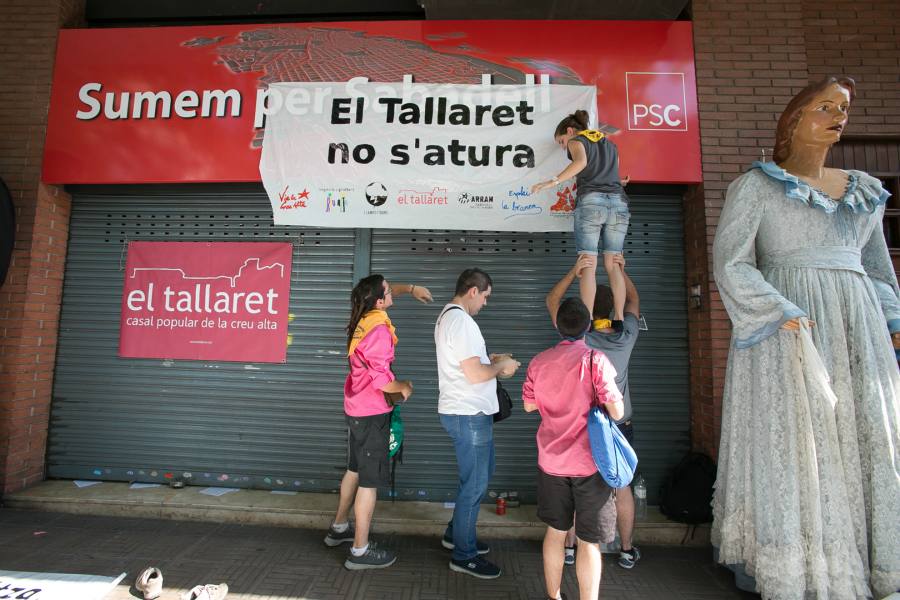 Sumem per Sabadell
PSC
El Tallaret
no s'atura
el tallaret
ARRAN
el tallaret
casal popular de la creu alta